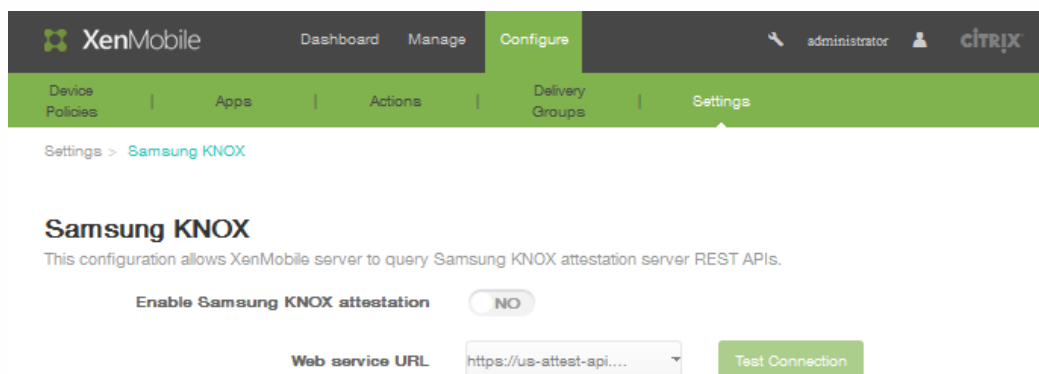 XenMobile Dashboard Manage Configure administrator CITRIX
Device Policies | Apps | Actions | Delivery Groups | Settings
Settings > Samsung KNOX
Samsung KNOX
This configuration allows XenMobile server to query Samsung KNOX attestation server REST APIs.
Enable Samsung KNOX attestation NO
Web service URL https://us-attest-api.... Test Connection